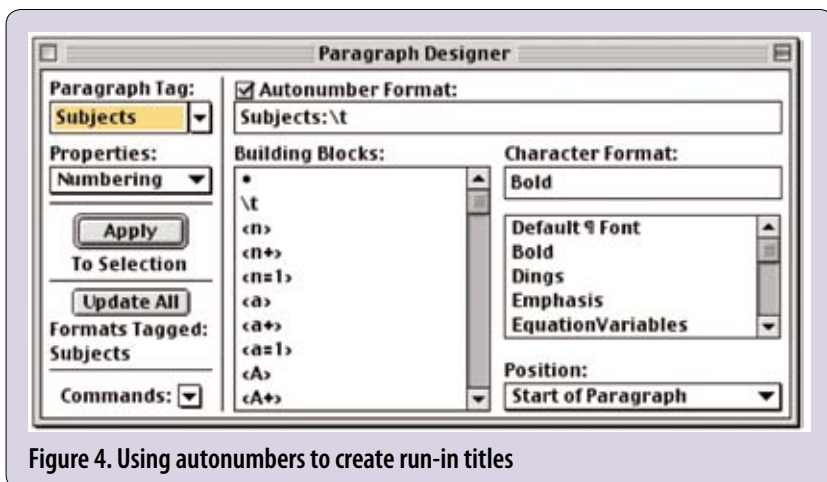 Paragraph Designer
Paragraph Tag:
Subjects
Properties:
Numbering
Apply
To Selection
Update All
Formats Tagged:
Subjects
Commands:
Autonumber Format:
Subjects:\t
Building Blocks:
•
\t
<n>
<n+>
<n=1>
<a>
<a+>
<a=1>
<A>
<A+>
Character Format:
Bold
Default ¶ Font
Bold
Dings
Emphasis
EquationVariables
Position:
Start of Paragraph
Figure 4. Using autonumbers to create run-in titles